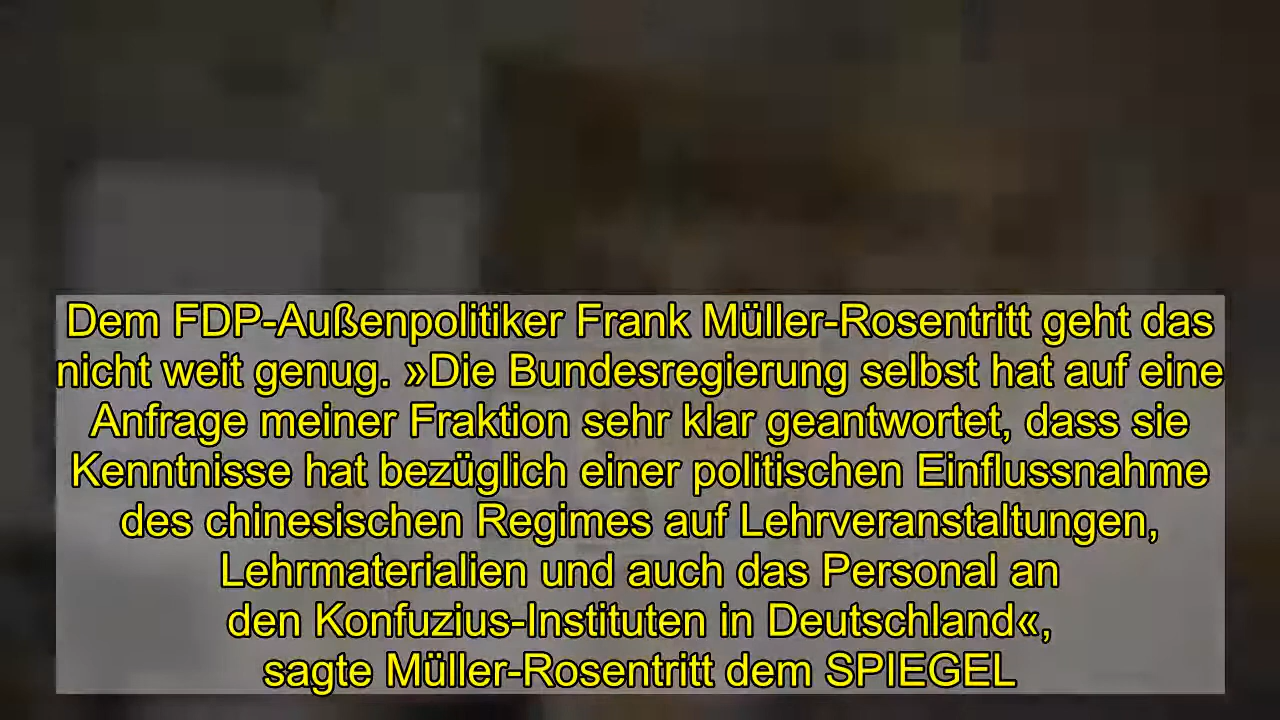 Dem FDP-Außenpolitiker Frank Müller-Rosentritt geht das
nicht weit genug. »Die Bundesregierung selbst hat auf eine
Anfrage meiner Fraktion sehr klar geantwortet, dass sie
Kenntnisse hat bezüglich einer politischen Einflussnahme
des chinesischen Regimes auf Lehrveranstaltungen,
Lehrmaterialien und auch das Personal an
den Konfuzius-Instituten in Deutschland«,
sagte Müller-Rosentritt dem SPIEGEL